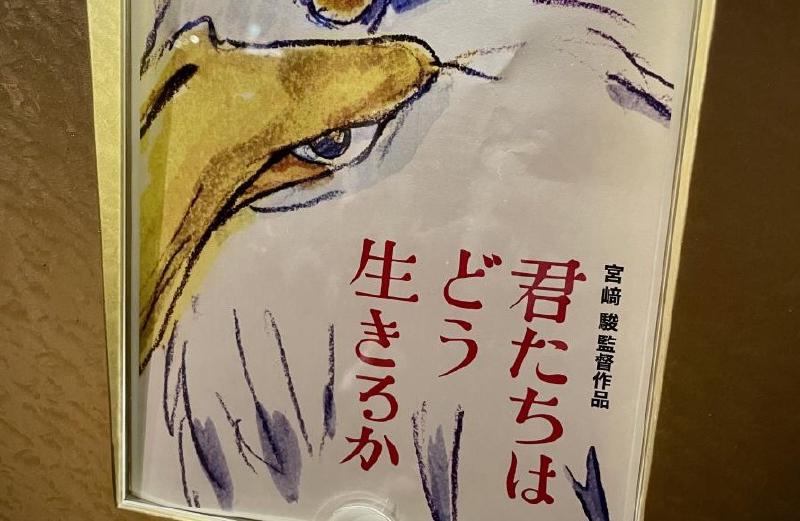 宮﨑 駿監督作品
君たちは
どう
生きるか